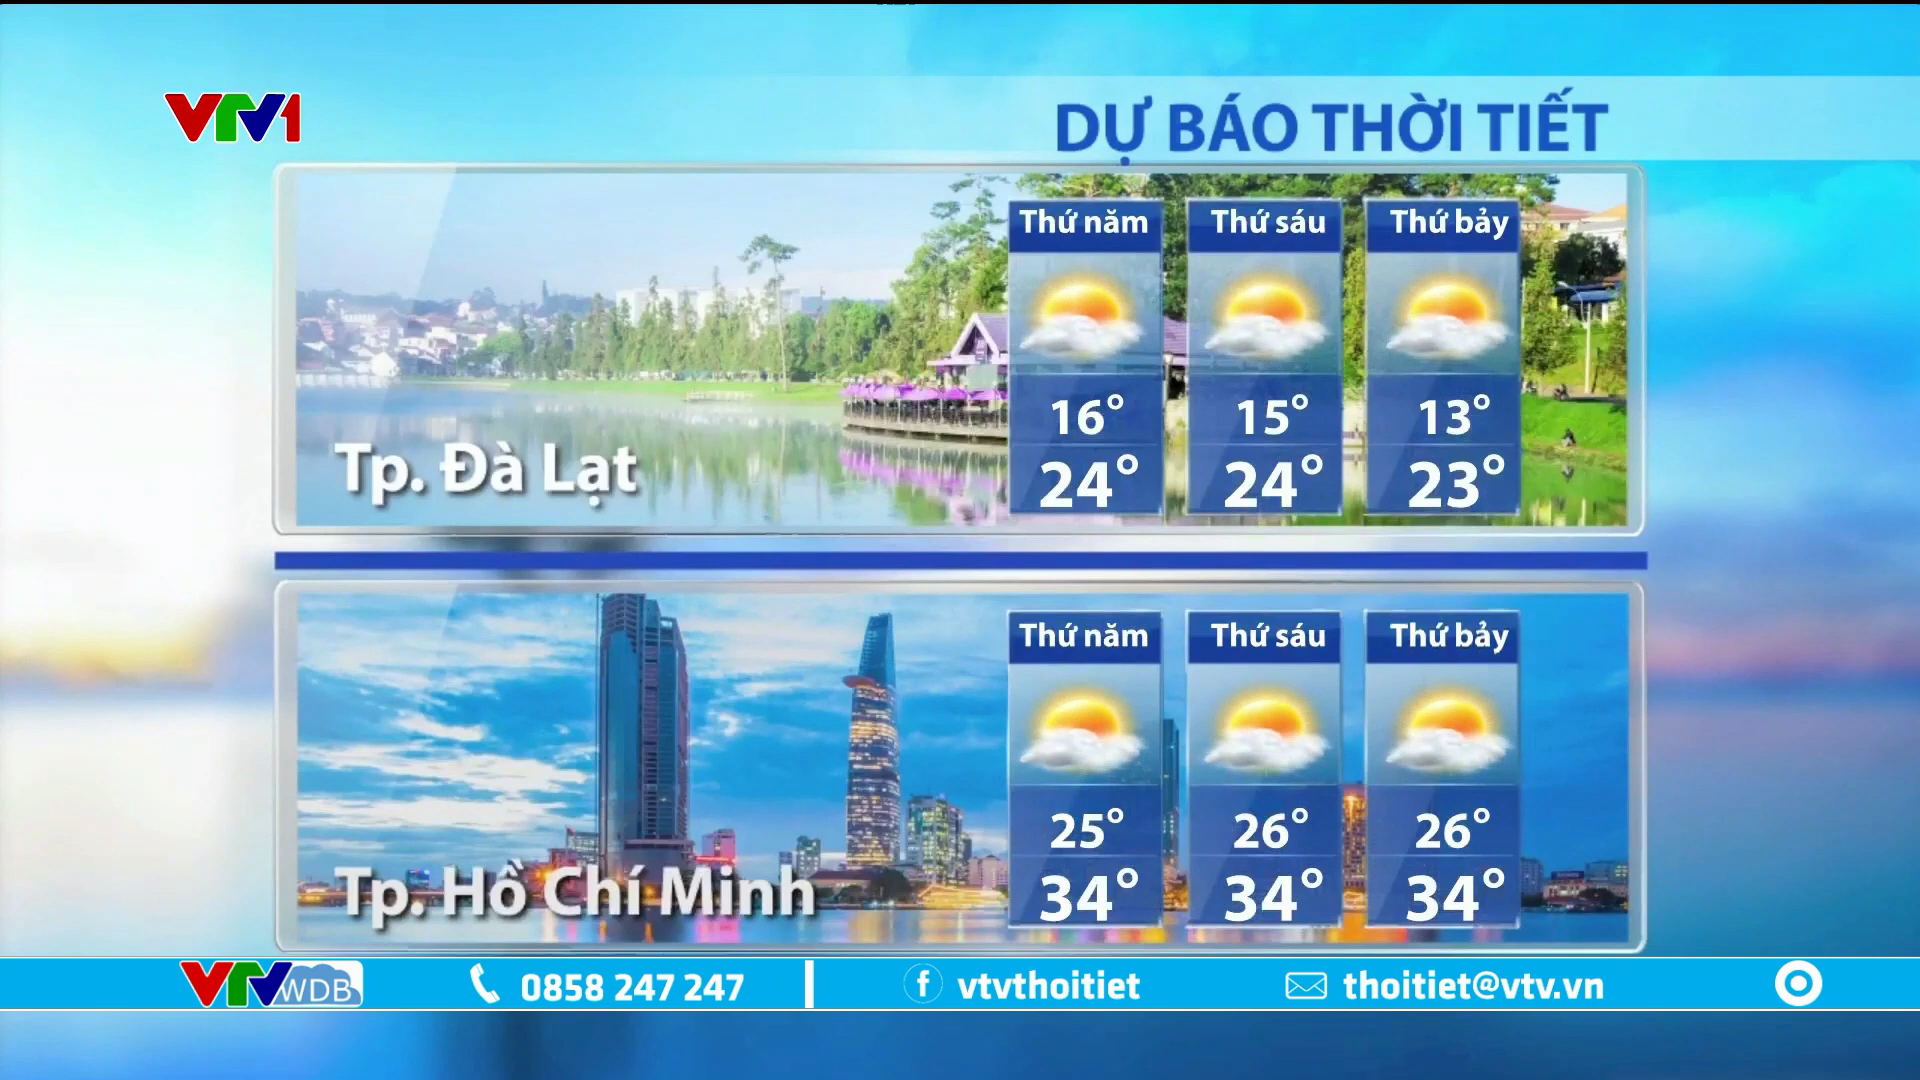 VTV1
DỰ BÁO THỜI TIẾT
Thứ năm Thứ sáu Thứ bảy
16° 15° 13°
24° 24° 23°
Tp. Đà Lạt
Thứ năm Thứ sáu Thứ bảy
25° 26° 26°
34° 34° 34°
Tp. Hồ Chí Minh
VTV WDB 0858 247 247 f vtvthoitiet thoitiet@vtv.vn